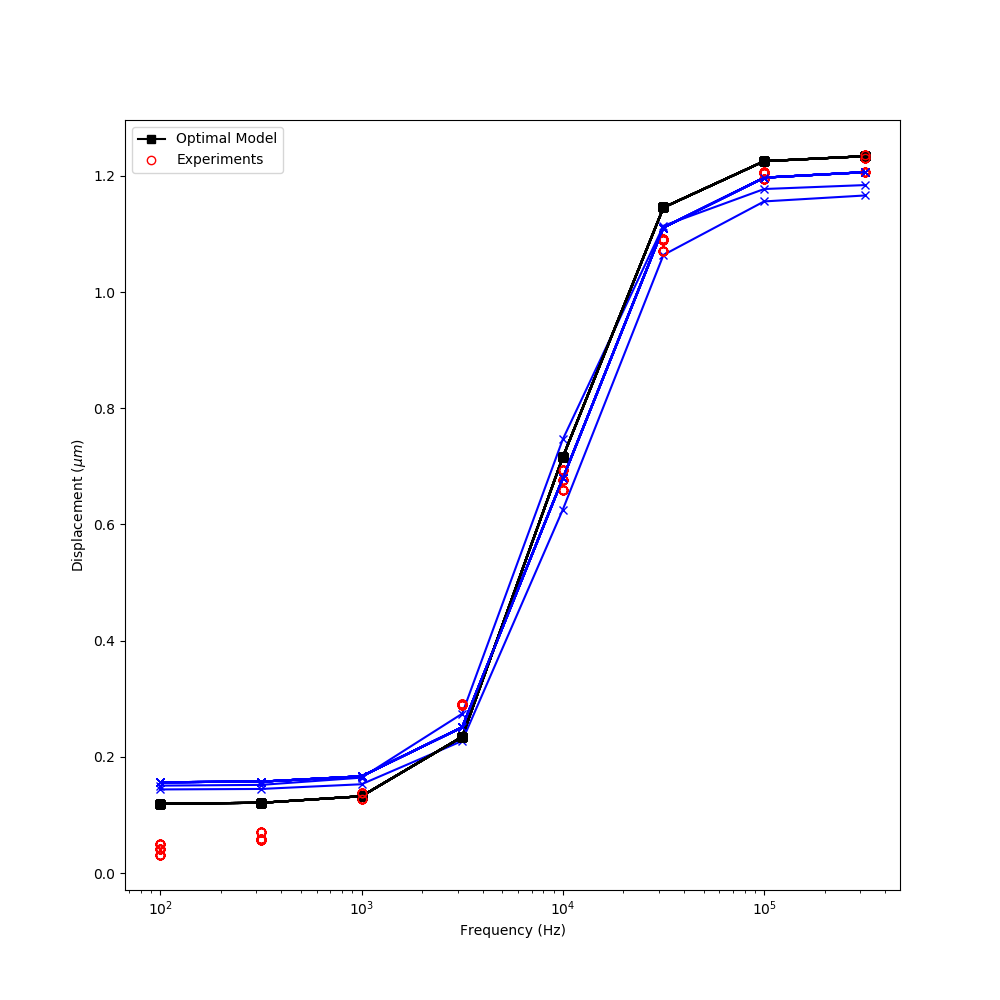 Optimal Model
Experiments
1.2
1.0
0.8
0.6
0.4
0.2
0.0
Displacement (μm)
10² 10³ 10⁴ 10⁵
Frequency (Hz)